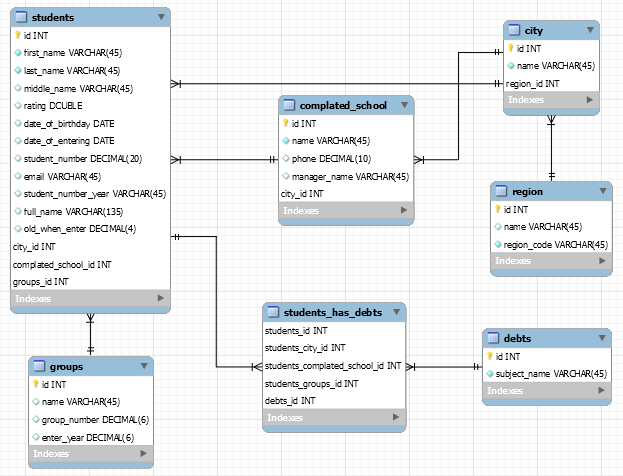 students
id INT
first_name VARCHAR(45)
last_name VARCHAR(45)
middle_name VARCHAR(45)
rating DOUBLE
date_of_birthday DATE
date_of_entering DATE
student_number DECIMAL(20)
email VARCHAR(45)
student_number_year VARCHAR(45)
full_name VARCHAR(135)
old_when_enter DECIMAL(4)
city_id INT
complated_school_id INT
groups_id INT
Indexes
complated_school
id INT
name VARCHAR(45)
phone DECIMAL(10)
manager_name VARCHAR(45)
city_id INT
Indexes
city
id INT
name VARCHAR(45)
region_id INT
Indexes
region
id INT
name VARCHAR(45)
region_code VARCHAR(45)
Indexes
groups
id INT
name VARCHAR(45)
group_number DECIMAL(6)
enter_year DECIMAL(6)
Indexes
students_has_debts
students_id INT
students_city_id INT
students_complated_school_id INT
students_groups_id INT
debts_id INT
Indexes
debts
id INT
subject_name VARCHAR(45)
Indexes